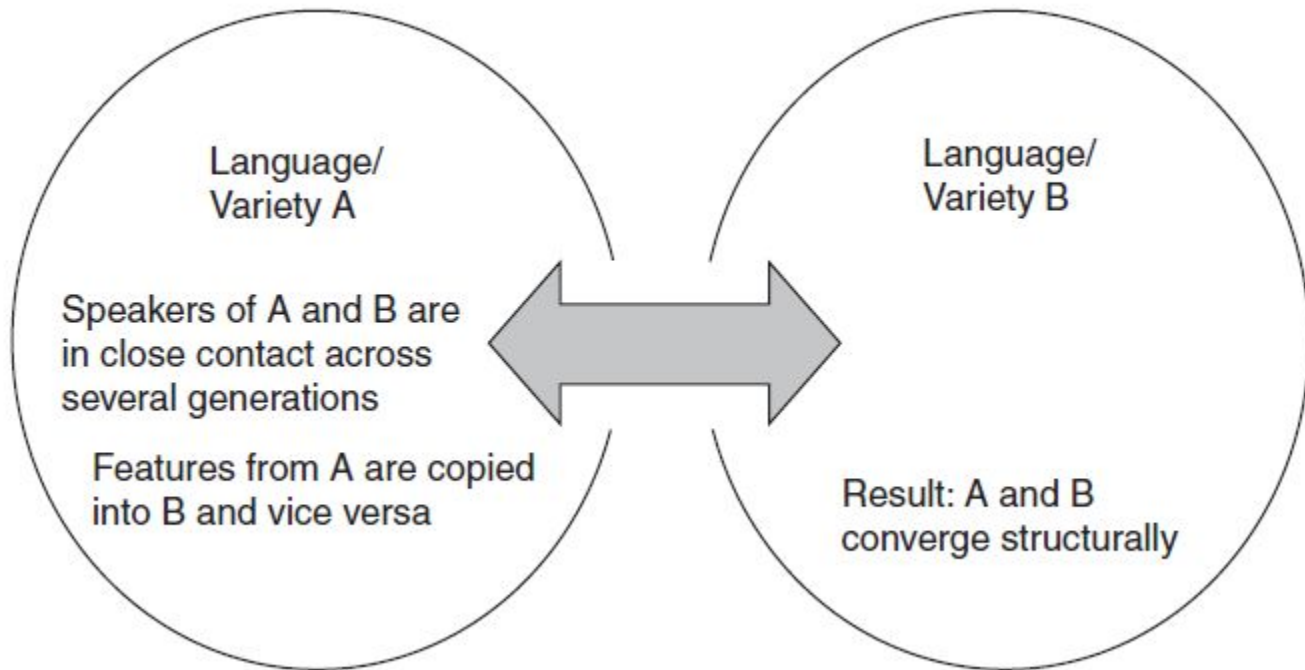 Language/
Variety A
Speakers of A and B are
in close contact across
several generations
Features from A are copied
into B and vice versa
Language/
Variety B
Result: A and B
converge structurally